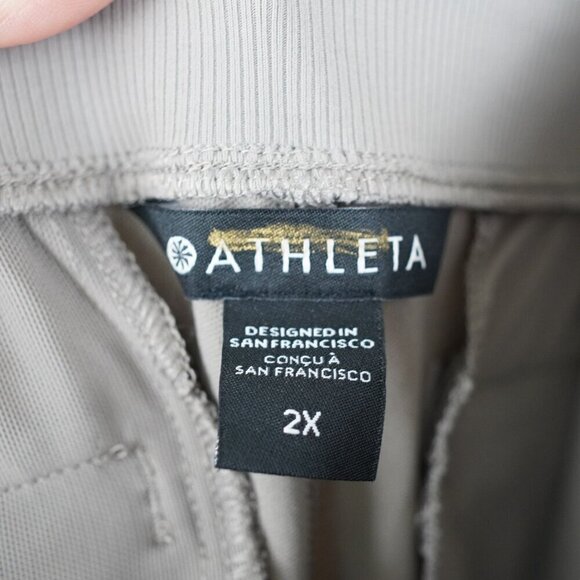 ATHLETA
DESIGNED IN
SAN FRANCISCO
CONÇU À
SAN FRANCISCO
2X